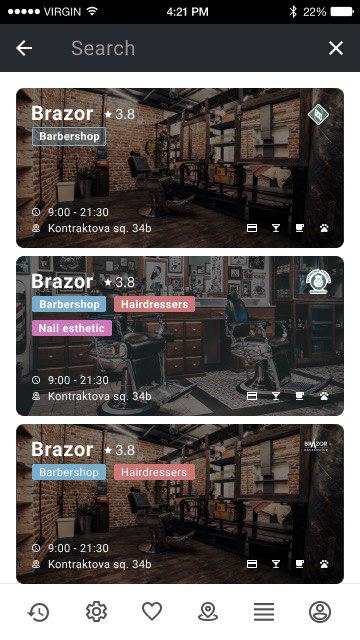 VIRGIN 4:21 PM 22%
Search
Brazor 3.8
Barbershop
9:00 - 21:30
Kontraktova sq. 34b
Brazor 3.8
Barbershop Hairdressers
Nail esthetic
9:00 - 21:30
Kontraktova sq. 34b
Brazor 3.8
BRAZOR
Barbershop Hairdressers
9:00 - 21:30
Kontraktova sq. 34b